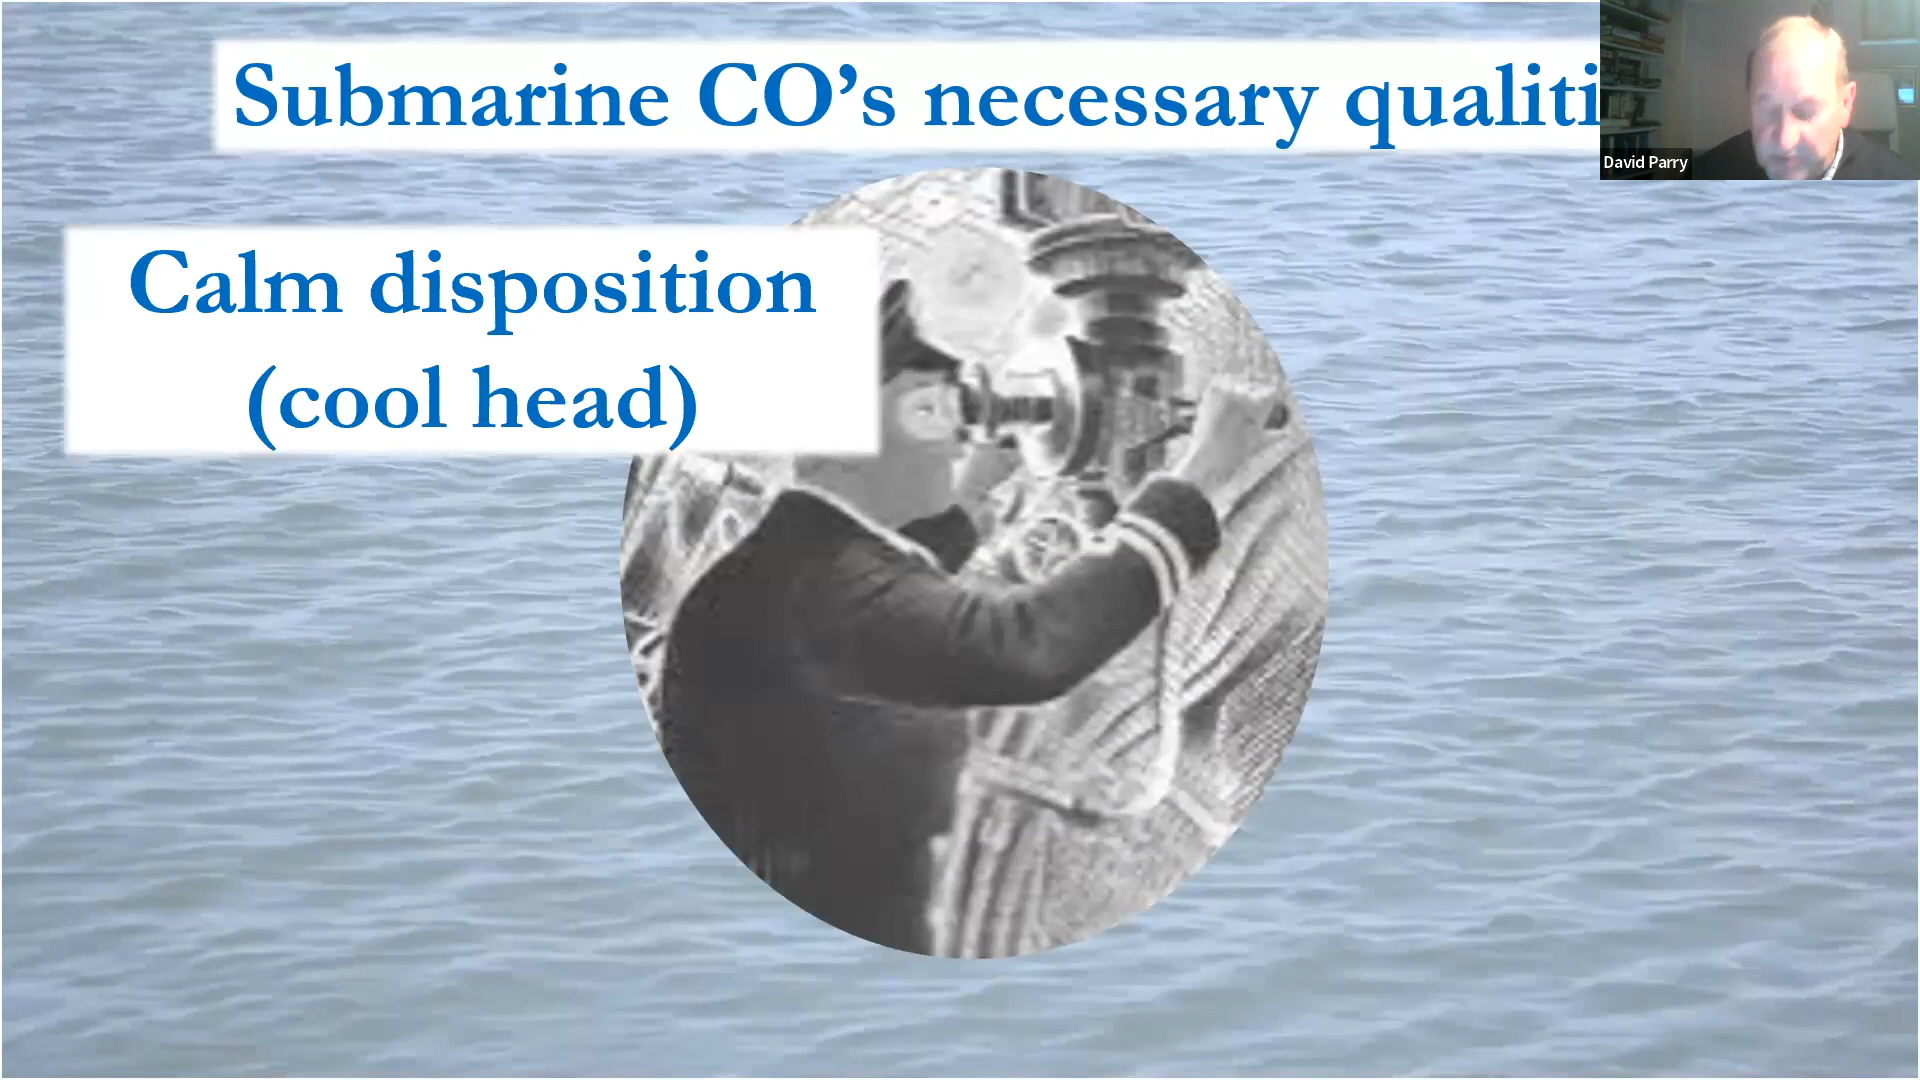 Submarine CO’s necessary qualiti
David Parry
Calm disposition
(cool head)